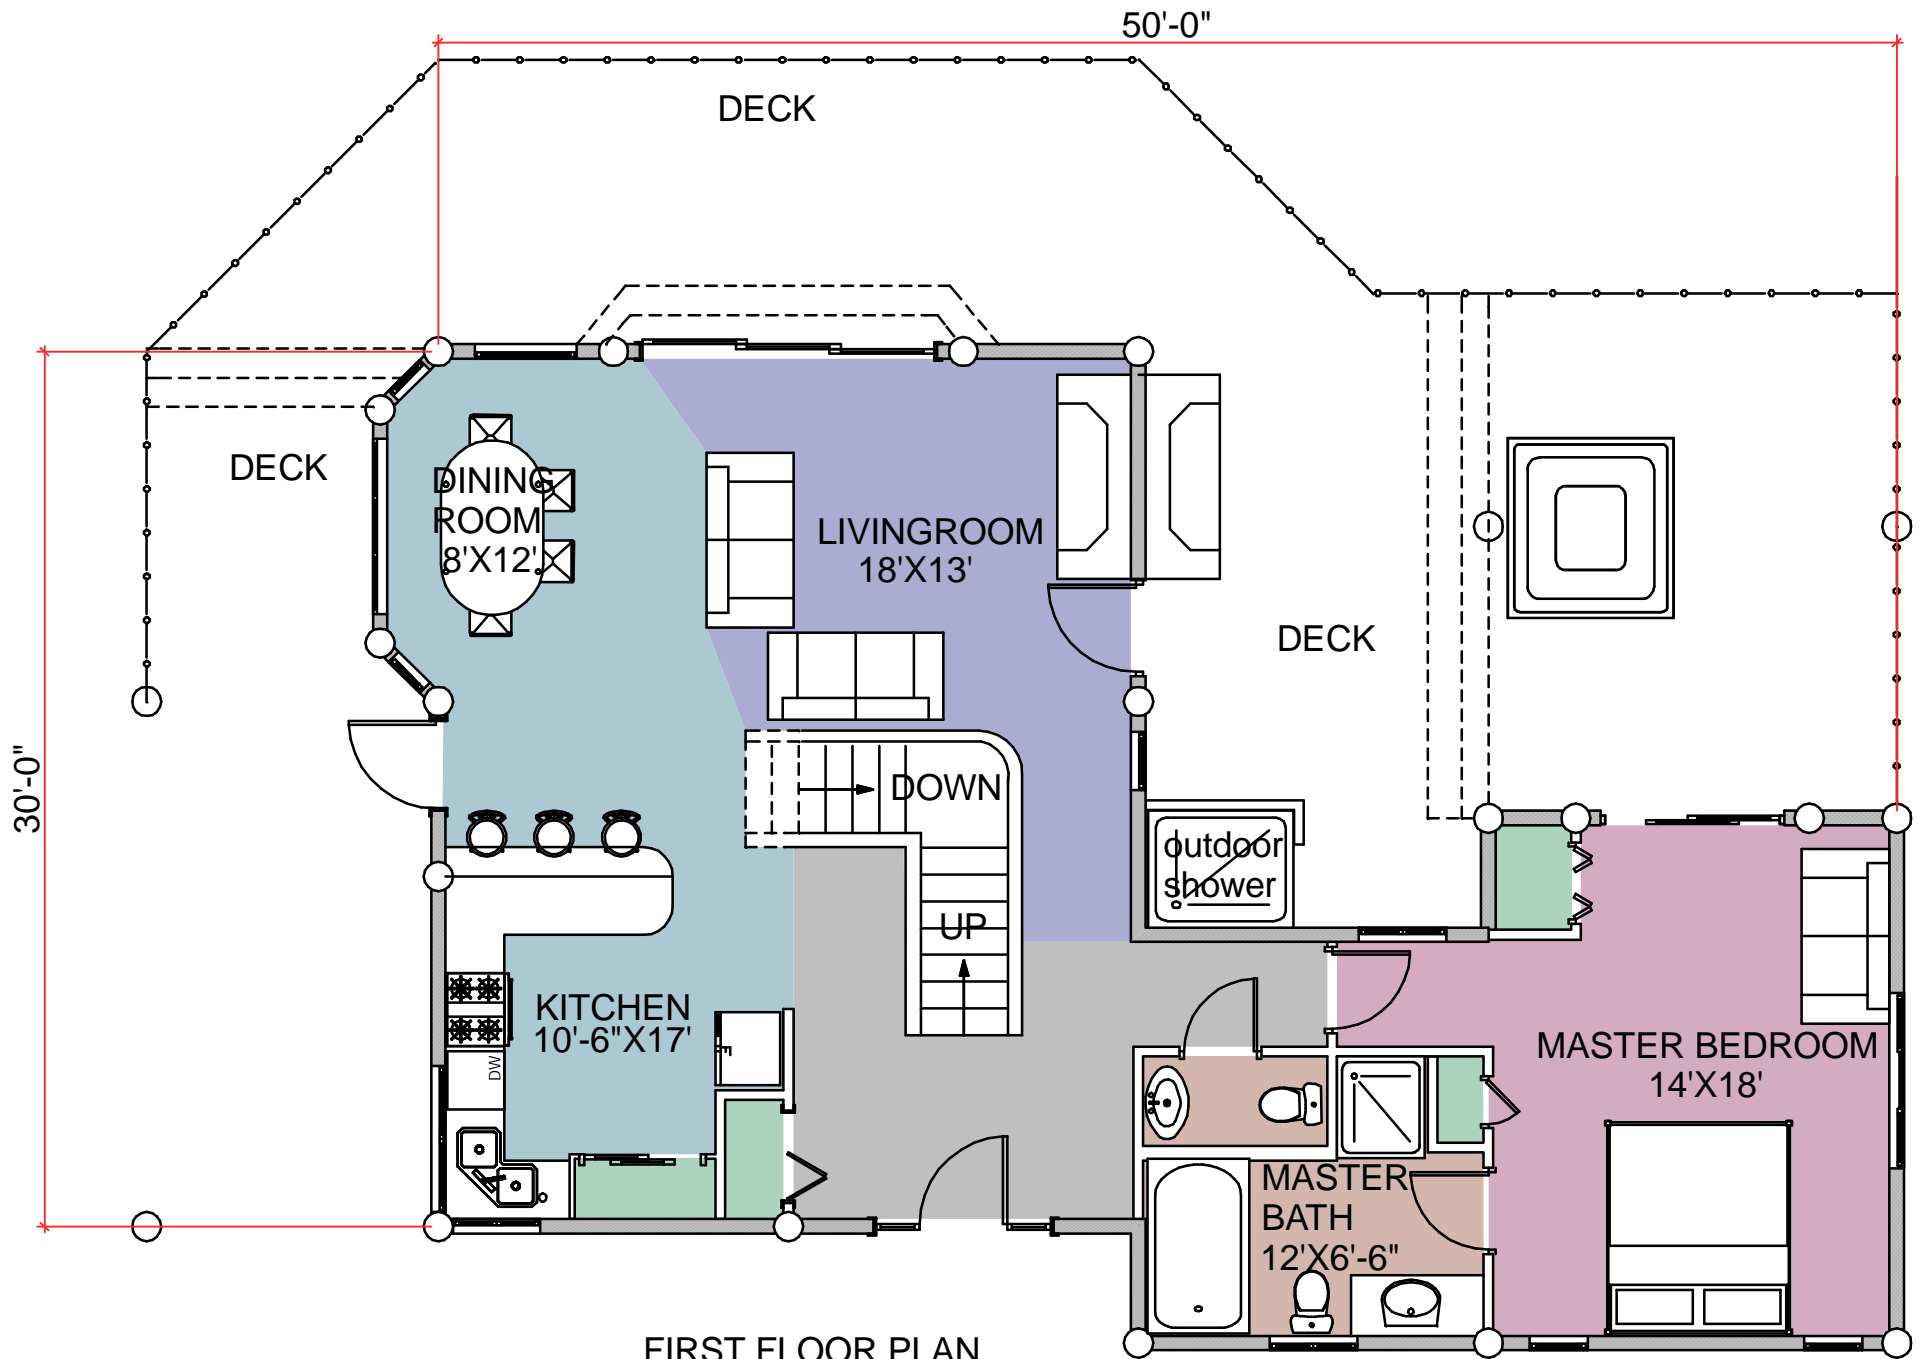 50'-0"
DECK
DECK
DINING
ROOM
8'X12'
LIVINGROOM
18'X13'
DECK
30'-0"
DOWN
outdoor
shower
UP
KITCHEN
10'-6"X17'
F
DW
MASTER BEDROOM
14'X18'
MASTER
BATH
12'X6'-6"
FIRST FLOOR PLAN